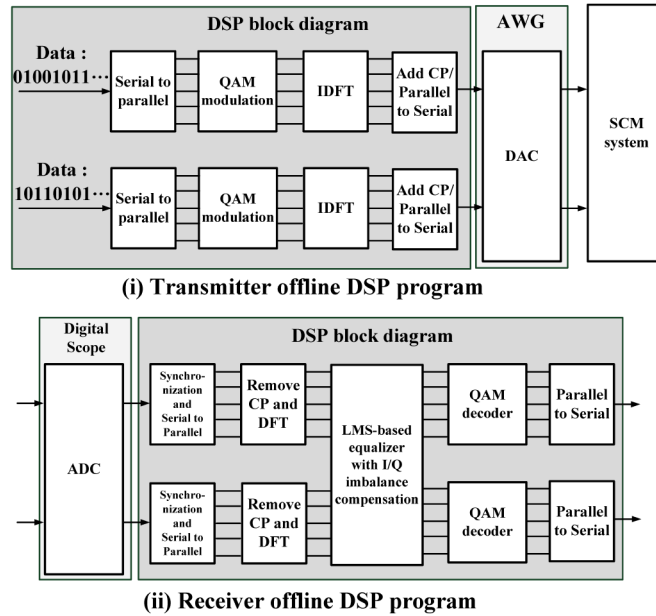 DSP block diagram
AWG
Data :
01001011···
Serial to
parallel
QAM
modulation
IDFT
Add CP/
Parallel
to Serial
DAC
SCM
system
Data :
10110101···
Serial to
parallel
QAM
modulation
IDFT
Add CP/
Parallel
to Serial
(i) Transmitter offline DSP program
Digital
Scope
DSP block diagram
ADC
Synchro-
nization
and
Serial to
Parallel
Remove
CP and
DFT
LMS-based
equalizer
with I/Q
imbalance
compensation
QAM
decoder
Parallel
to Serial
Synchro-
nization
and
Serial to
Parallel
Remove
CP and
DFT
QAM
decoder
Parallel
to Serial
(ii) Receiver offline DSP program